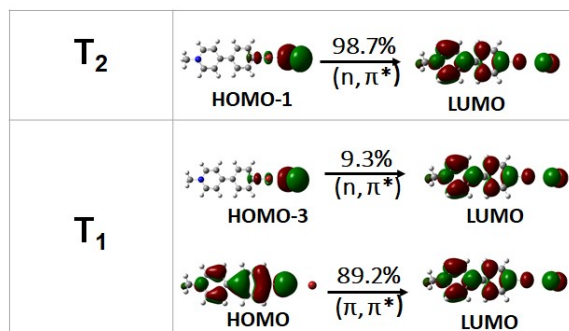 T₂
98.7%
(n, π*)
HOMO-1
LUMO
T₁
9.3%
(n, π*)
HOMO-3
LUMO
89.2%
(π, π*)
HOMO
LUMO